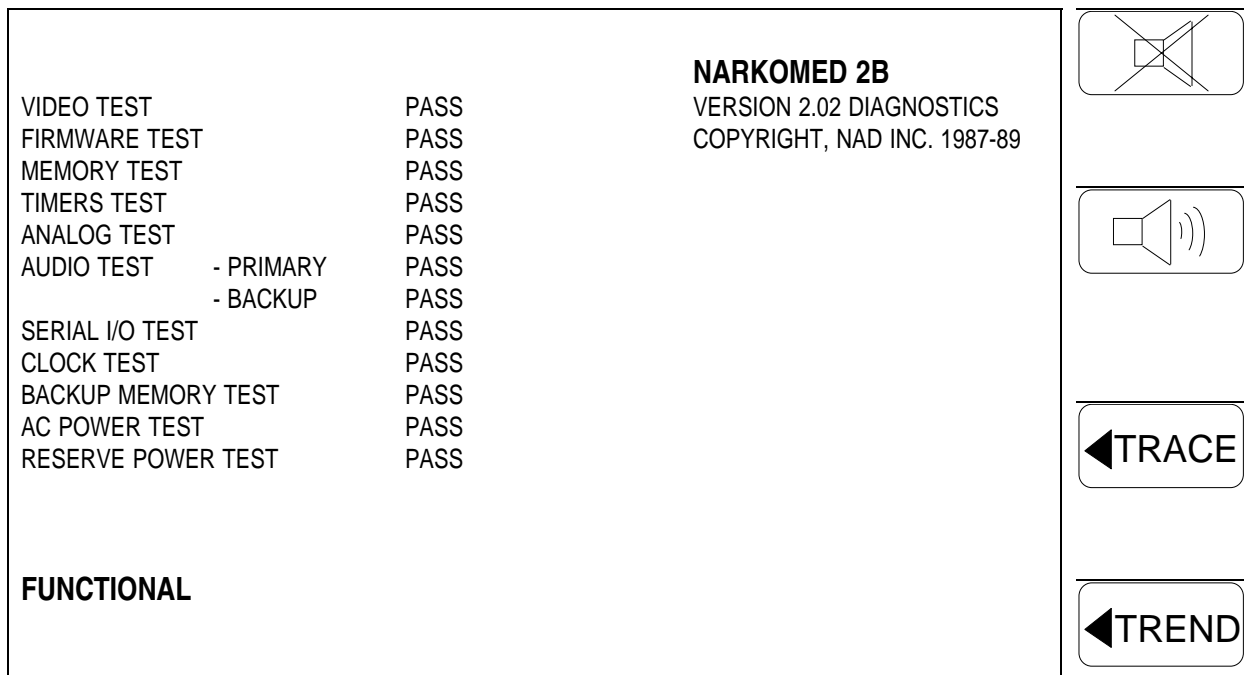 NARKOMED 2B
VIDEO TEST PASS VERSION 2.02 DIAGNOSTICS
FIRMWARE TEST PASS COPYRIGHT, NAD INC. 1987-89
MEMORY TEST PASS
TIMERS TEST PASS
ANALOG TEST PASS
AUDIO TEST - PRIMARY PASS
- BACKUP PASS
SERIAL I/O TEST PASS
CLOCK TEST PASS
BACKUP MEMORY TEST PASS
AC POWER TEST PASS
RESERVE POWER TEST PASS
FUNCTIONAL
TRACE
TREND